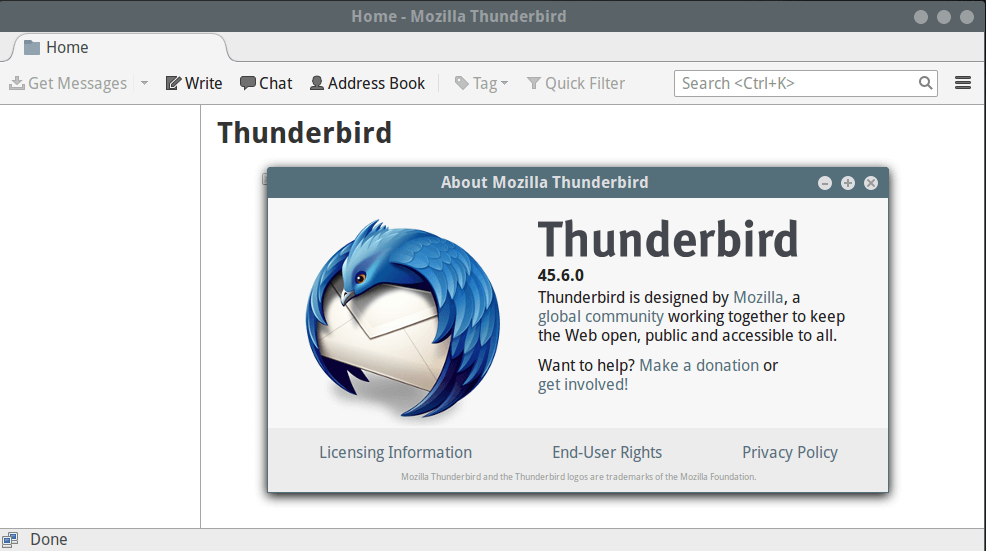 Home - Mozilla Thunderbird
Home
Get Messages Write Chat Address Book Tag Quick Filter Search <Ctrl+K>
Thunderbird
About Mozilla Thunderbird
Thunderbird
45.6.0
Thunderbird is designed by Mozilla, a
global community working together to keep
the Web open, public and accessible to all.
Want to help? Make a donation or
get involved!
Licensing Information End-User Rights Privacy Policy
Mozilla Thunderbird and the Thunderbird logos are trademarks of the Mozilla Foundation.
Done